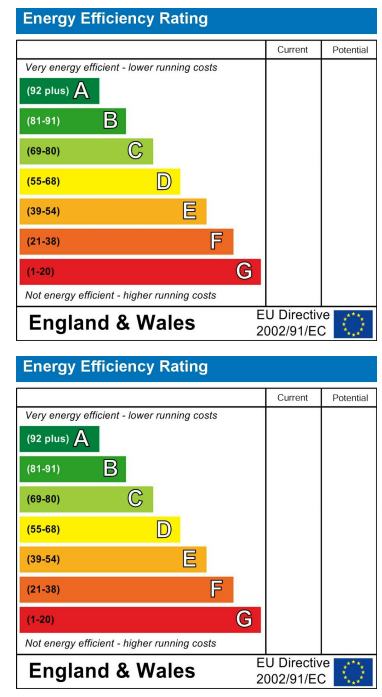 Energy Efficiency Rating
Current Potential
Very energy efficient - lower running costs
(92 plus) A
(81-91) B
(69-80) C
(55-68) D
(39-54) E
(21-38) F
(1-20) G
Not energy efficient - higher running costs
England & Wales
EU Directive
2002/91/EC
Energy Efficiency Rating
Current Potential
Very energy efficient - lower running costs
(92 plus) A
(81-91) B
(69-80) C
(55-68) D
(39-54) E
(21-38) F
(1-20) G
Not energy efficient - higher running costs
England & Wales
EU Directive
2002/91/EC